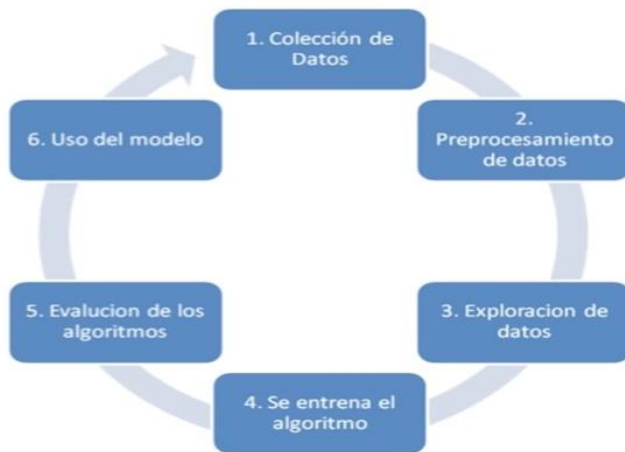 1. Colección de
Datos
2.
Preprocesamiento
de datos
3. Exploracion de
datos
4. Se entrena el
algoritmo
5. Evalucion de los
algoritmos
6. Uso del modelo